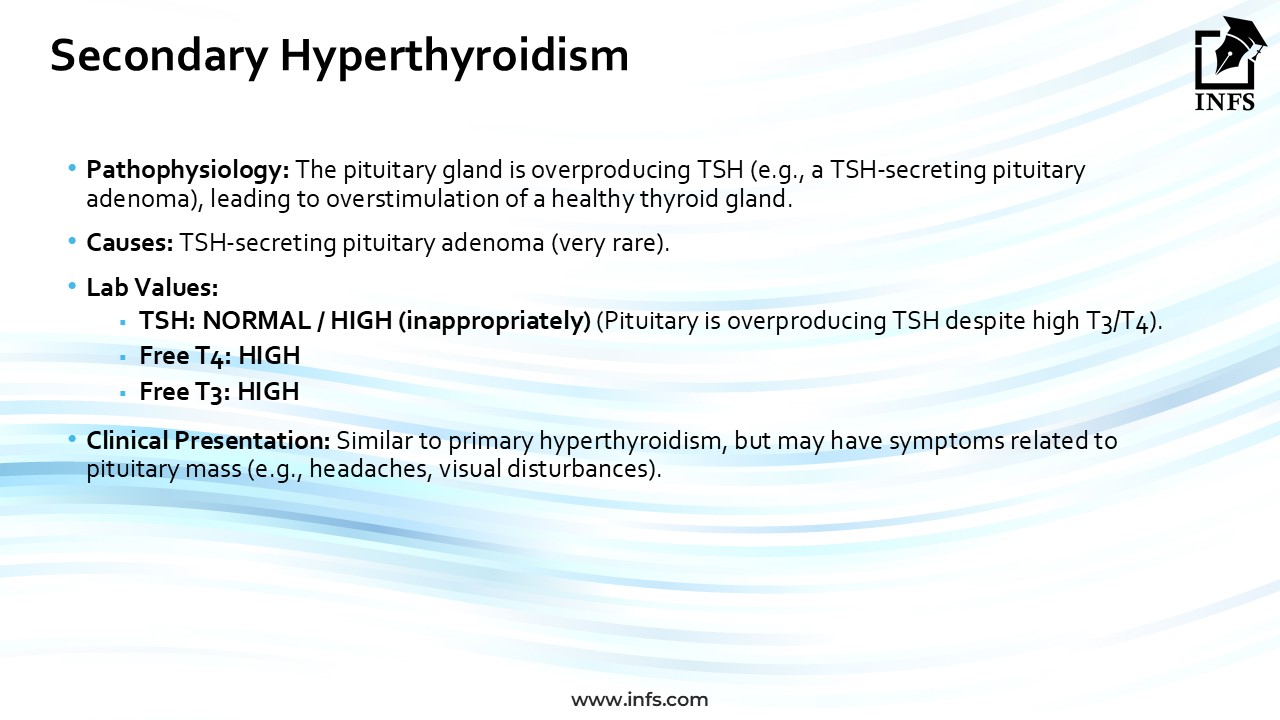 Secondary Hyperthyroidism
INFS
• Pathophysiology: The pituitary gland is overproducing TSH (e.g., a TSH-secreting pituitary
adenoma), leading to overstimulation of a healthy thyroid gland.
• Causes: TSH-secreting pituitary adenoma (very rare).
• Lab Values:
▪ TSH: NORMAL / HIGH (inappropriately) (Pituitary is overproducing TSH despite high T3/T4).
▪ Free T4: HIGH
▪ Free T3: HIGH
• Clinical Presentation: Similar to primary hyperthyroidism, but may have symptoms related to
pituitary mass (e.g., headaches, visual disturbances).
www.infs.com